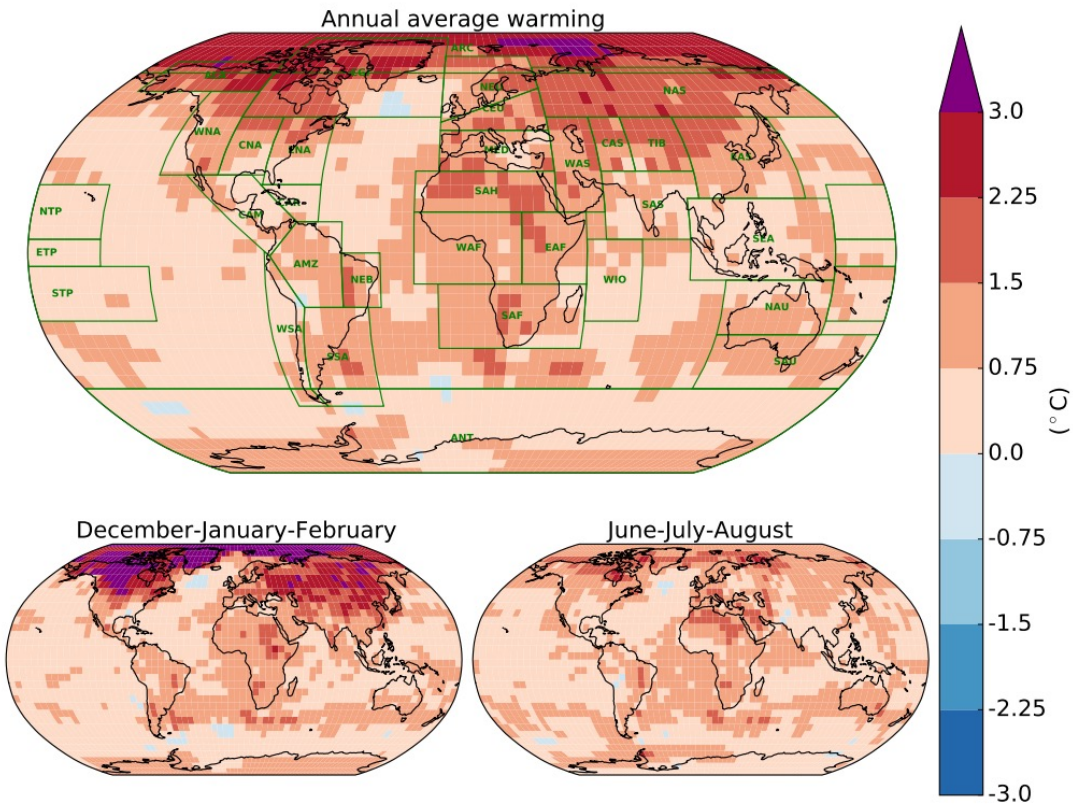 Annual average warming
ARC
NAS
NEU
CEU
WNA
CNA
ENA
MED
WAS
CAS
TIB
EAS
SAH
SAS
NTP
CAM
CAR
ETP
STP
AMZ
NEB
WAF
EAF
WIO
SEA
WSA
SSA
SAF
NAU
SAU
ANT
3.0
2.25
1.5
0.75
0.0
-0.75
-1.5
-2.25
-3.0
(°C)
December-January-February
June-July-August